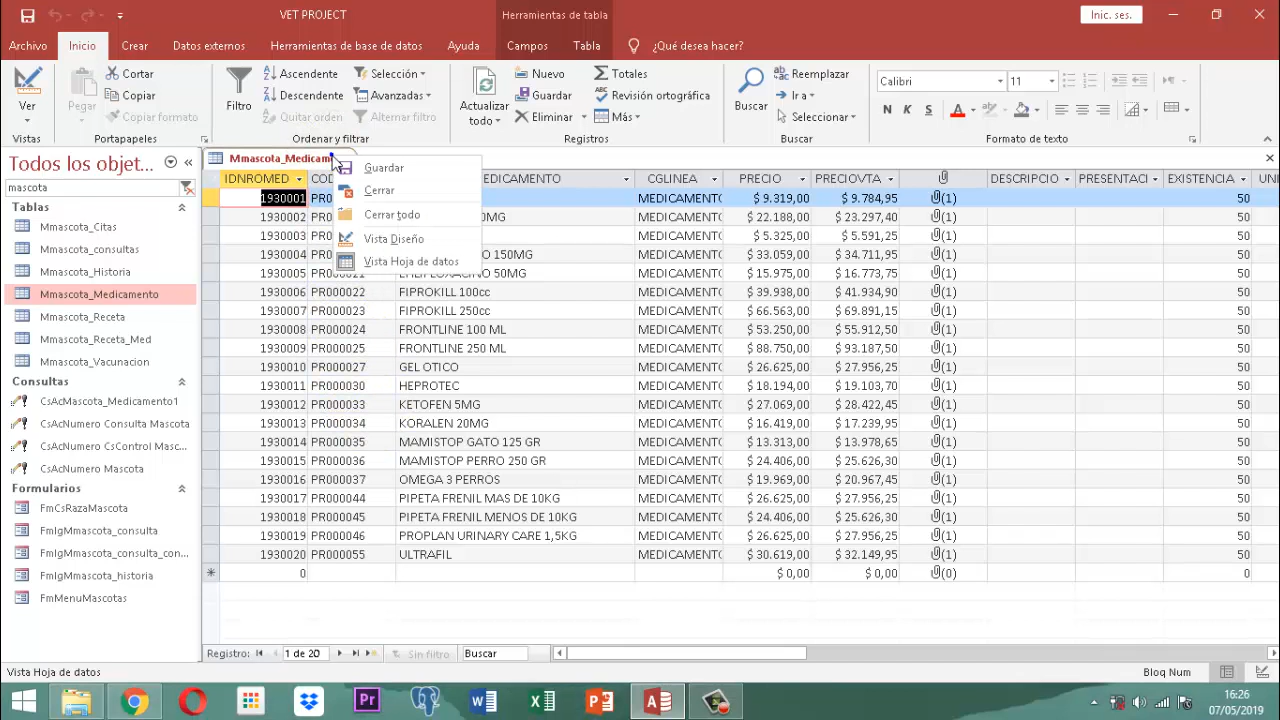 VET PROJECT
Herramientas de tabla
Inic. ses.
Archivo Inicio Crear Datos externos Herramientas de base de datos Ayuda Campos Tabla ¿Qué desea hacer?
Ver
Vistas
Pegar
Cortar
Copiar
Copiar formato
Portapapeles
Filtro
Ascendente
Descendente
Quitar orden
Selección
Avanzadas
Alternar filtro
Ordenar y filtrar
Actualizar todo
Nuevo
Guardar
Eliminar
Totales
Revisión ortográfica
Más
Registros
Buscar
Reemplazar
Ir a
Seleccionar
Buscar
Calibri 11
N K S A
Formato de texto
Todos los objet...
mascota
Tablas
Mmascota_Citas
Mmascota_consultas
Mmascota_Historia
Mmascota_Medicamento
Mmascota_Receta
Mmascota_Receta_Med
Mmascota_Vacunacion
Consultas
CsAcMascota_Medicamento1
CsAcNumero Consulta Mascota
CsAcNumero CsControl Masc...
CsAcNumero Mascota
Formularios
FmCsRazaMascota
FmIgMmascota_consulta
FmIgMmascota_consulta_con...
FmIgMmascota_historia
FmMenuMascotas
Mmascota_Medicam
Guardar
Cerrar
Cerrar todo
Vista Diseño
Vista Hoja de datos
IDNROMED COD MEDICAMENTO CGLINEA PRECIO PRECIOVTA DESCRIPCIO PRESENTACI EXISTENCIA UNI
1930001 PR0 MEDICAMENTO $ 9.319,00 $ 9.784,95 (1) 50
1930002 PR0 0MG MEDICAMENTO $ 22.188,00 $ 23.297,40 (1) 50
1930003 PR0 MEDICAMENTO $ 5.325,00 $ 5.591,25 (1) 50
1930004 PR0 150MG MEDICAMENTO $ 33.059,00 $ 34.711,95 (1) 50
1930005 50MG MEDICAMENTO $ 15.975,00 $ 16.773,75 (1) 50
1930006 PR000022 FIPROKILL 100cc MEDICAMENTO $ 39.938,00 $ 41.934,90 (1) 50
1930007 PR000023 FIPROKILL 250cc MEDICAMENTO $ 66.563,00 $ 69.891,15 (1) 50
1930008 PR000024 FRONTLINE 100 ML MEDICAMENTO $ 53.250,00 $ 55.912,50 (1) 50
1930009 PR000025 FRONTLINE 250 ML MEDICAMENTO $ 88.750,00 $ 93.187,50 (1) 50
1930010 PR000027 GEL OTICO MEDICAMENTO $ 26.625,00 $ 27.956,25 (1) 50
1930011 PR000030 HEPROTEC MEDICAMENTO $ 18.194,00 $ 19.103,70 (1) 50
1930012 PR000033 KETOFEN 5MG MEDICAMENTO $ 27.069,00 $ 28.422,45 (1) 50
1930013 PR000034 KORALEN 20MG MEDICAMENTO $ 16.419,00 $ 17.239,95 (1) 50
1930014 PR000035 MAMISTOP GATO 125 GR MEDICAMENTO $ 13.313,00 $ 13.978,65 (1) 50
1930015 PR000036 MAMISTOP PERRO 250 GR MEDICAMENTO $ 24.406,00 $ 25.626,30 (1) 50
1930016 PR000037 OMEGA 3 PERROS MEDICAMENTO $ 19.969,00 $ 20.967,45 (1) 50
1930017 PR000044 PIPETA FRENIL MAS DE 10KG MEDICAMENTO $ 26.625,00 $ 27.956,25 (1) 50
1930018 PR000045 PIPETA FRENIL MENOS DE 10KG MEDICAMENTO $ 24.406,00 $ 25.626,30 (1) 50
1930019 PR000046 PROPLAN URINARY CARE 1,5KG MEDICAMENTO $ 26.625,00 $ 27.956,25 (1) 50
1930020 PR000055 ULTRAFIL MEDICAMENTO $ 30.619,00 $ 32.149,95 (1) 50
0 $ 0,00 $ 0,00 (0) 0
Registro: 1 de 20 Sin filtro Buscar
Vista Hoja de datos
Bloq Num
Pr
16:26
07/05/2019